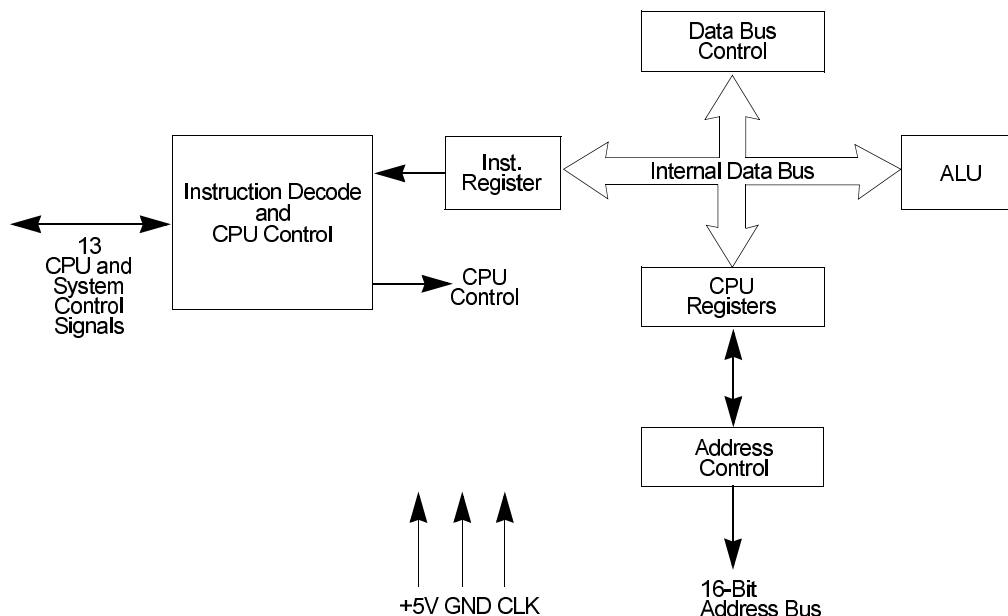 Data Bus
Control
Inst.
Register
Internal Data Bus
ALU
Instruction Decode
and
CPU Control
13
CPU and
System
Control
Signals
CPU
Control
CPU
Registers
Address
Control
+5V GND CLK
16-Bit
Address Bus